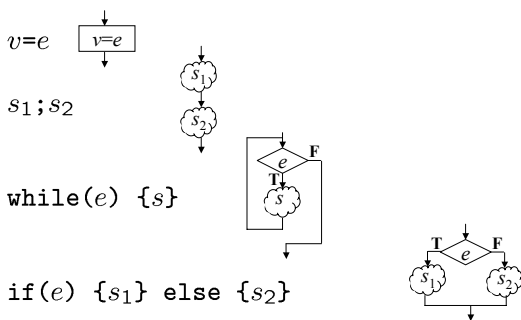 v=e
v=e
s1;s2
s1
s2
while(e) {s}
e
F
T
s
if(e) {s1} else {s2}
T
e
F
s1
s2